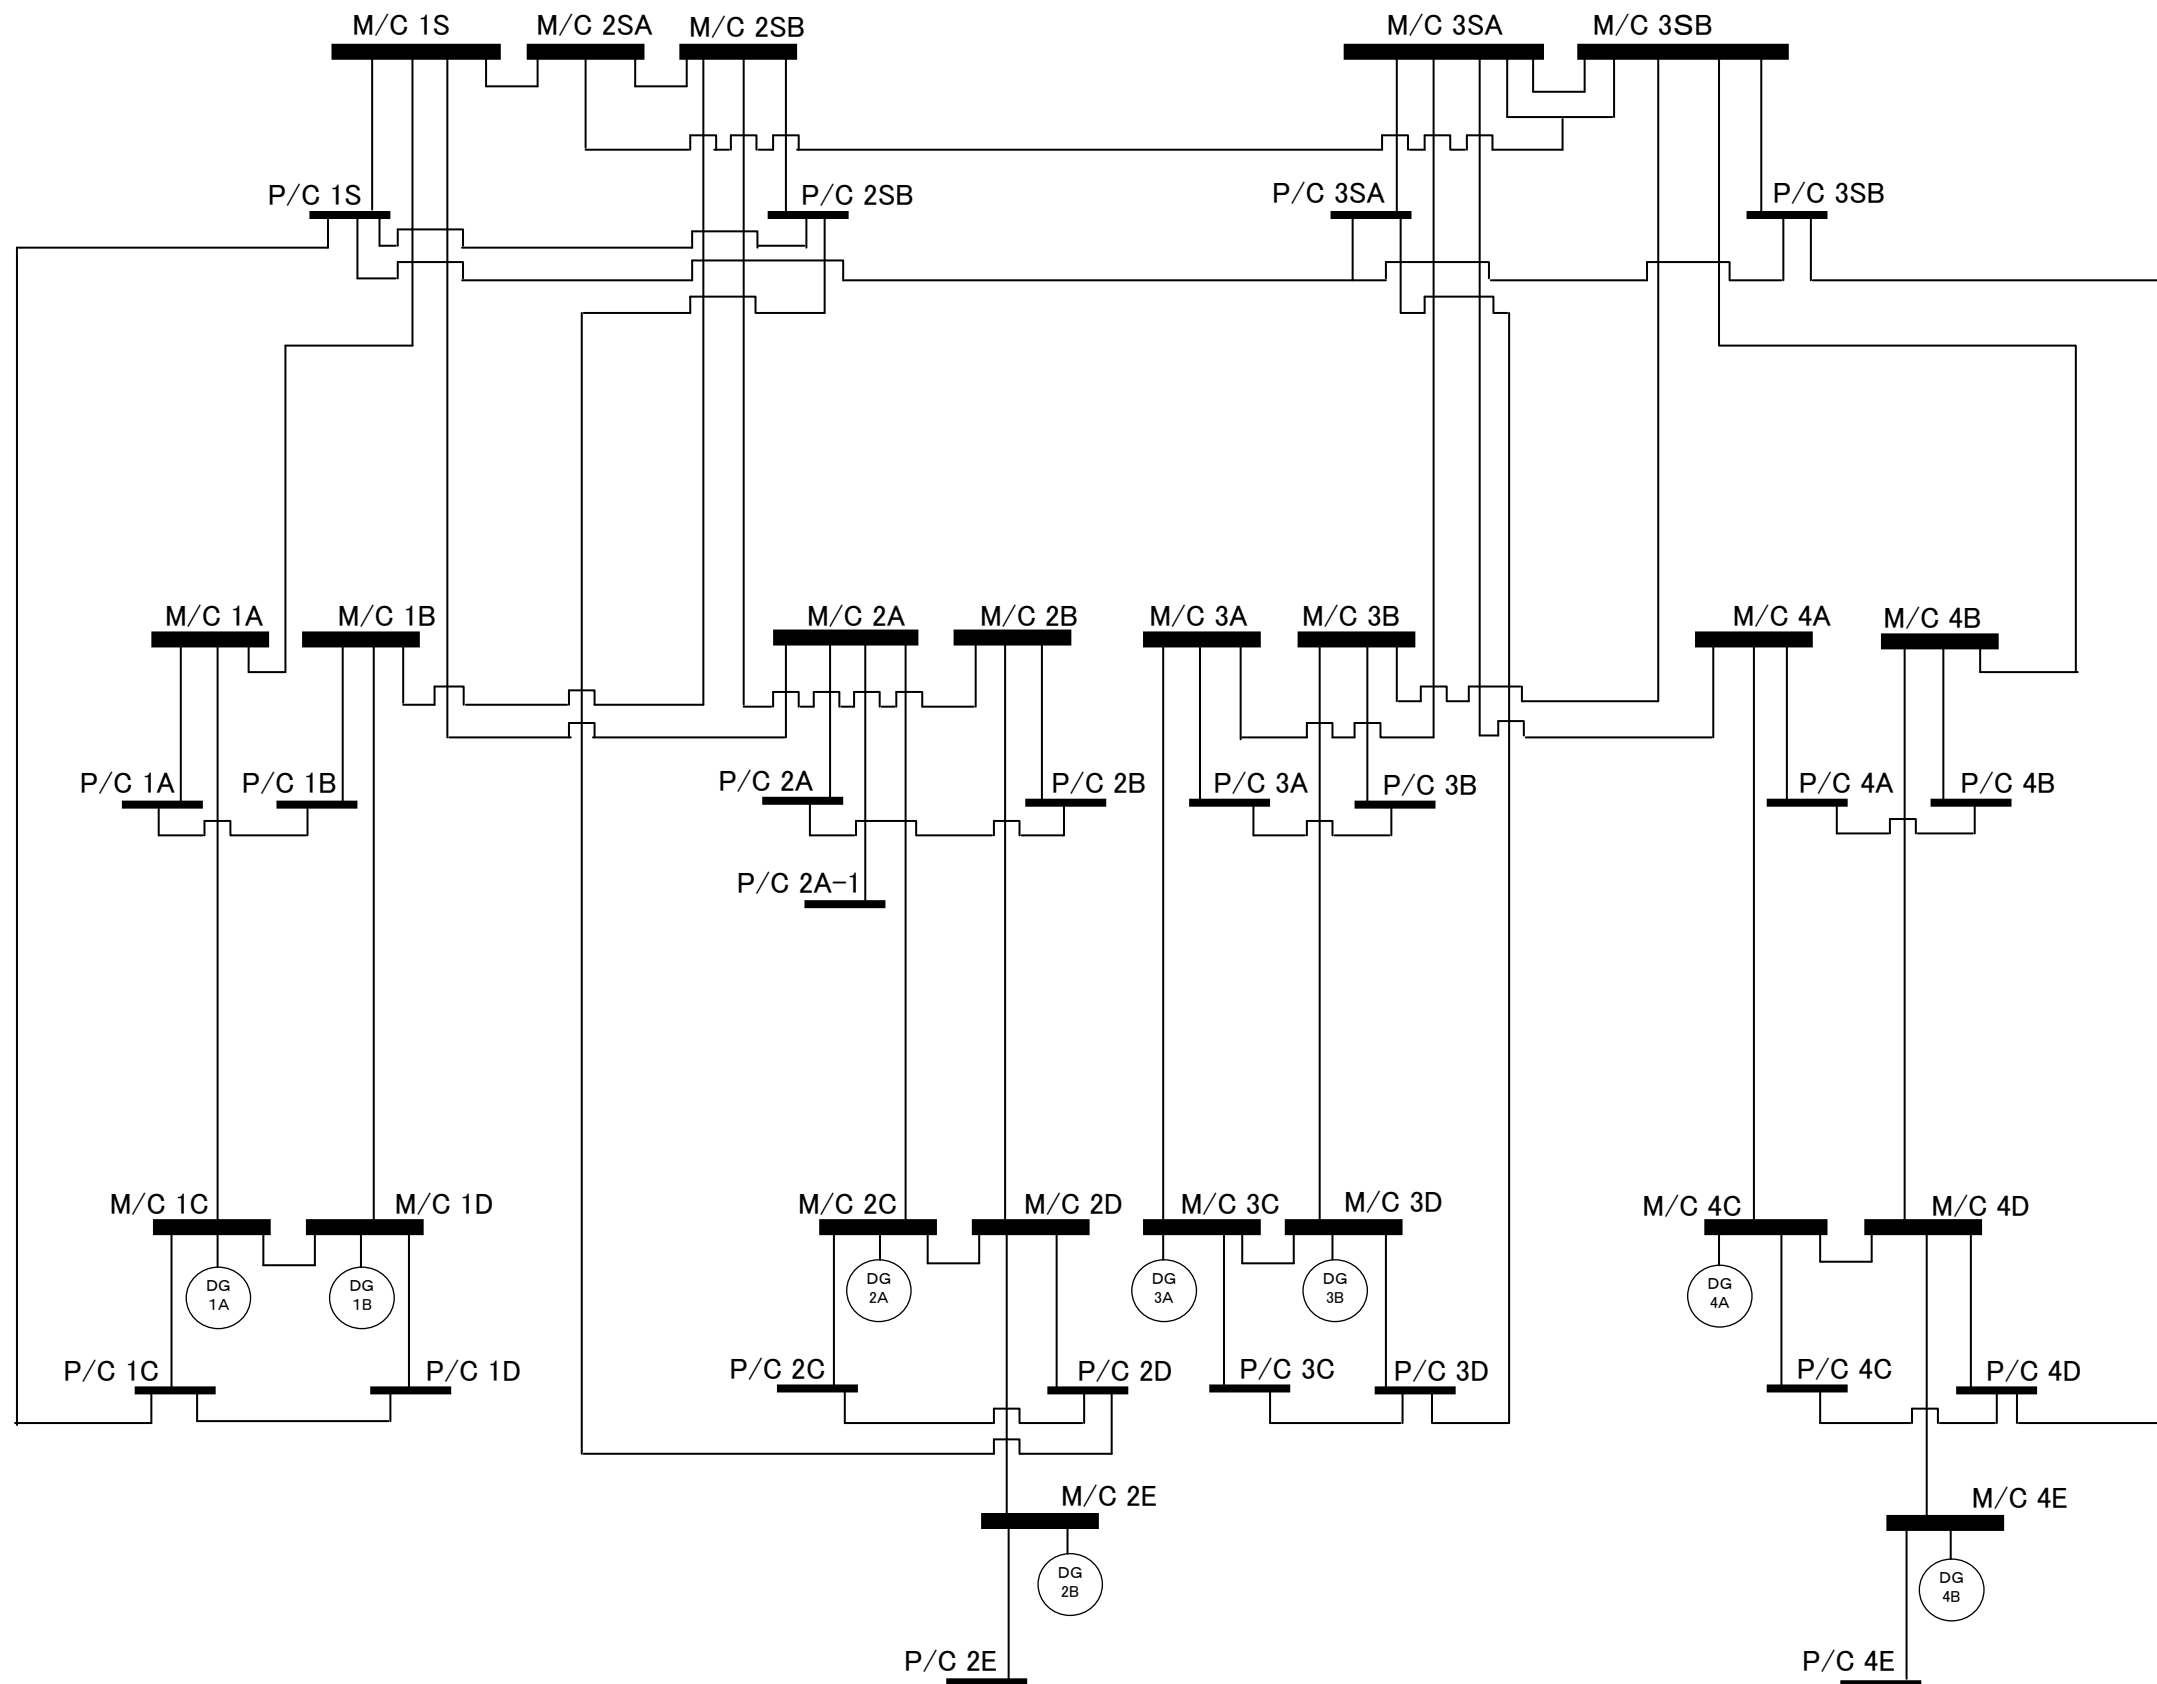 M/C 1S
M/C 2SA
M/C 2SB
M/C 3SA
M/C 3SB
P/C 1S
P/C 2SB
P/C 3SA
P/C 3SB
M/C 1A
M/C 1B
M/C 2A
M/C 2B
M/C 3A
M/C 3B
M/C 4A
M/C 4B
P/C 1A
P/C 1B
P/C 2A
P/C 2B
P/C 3A
P/C 3B
P/C 4A
P/C 4B
P/C 2A-1
M/C 1C
M/C 1D
M/C 2C
M/C 2D
M/C 3C
M/C 3D
M/C 4C
M/C 4D
DG
1A
DG
1B
DG
2A
DG
3A
DG
3B
DG
4A
P/C 1C
P/C 1D
P/C 2C
P/C 2D
P/C 3C
P/C 3D
P/C 4C
P/C 4D
M/C 2E
M/C 4E
DG
2B
DG
4B
P/C 2E
P/C 4E